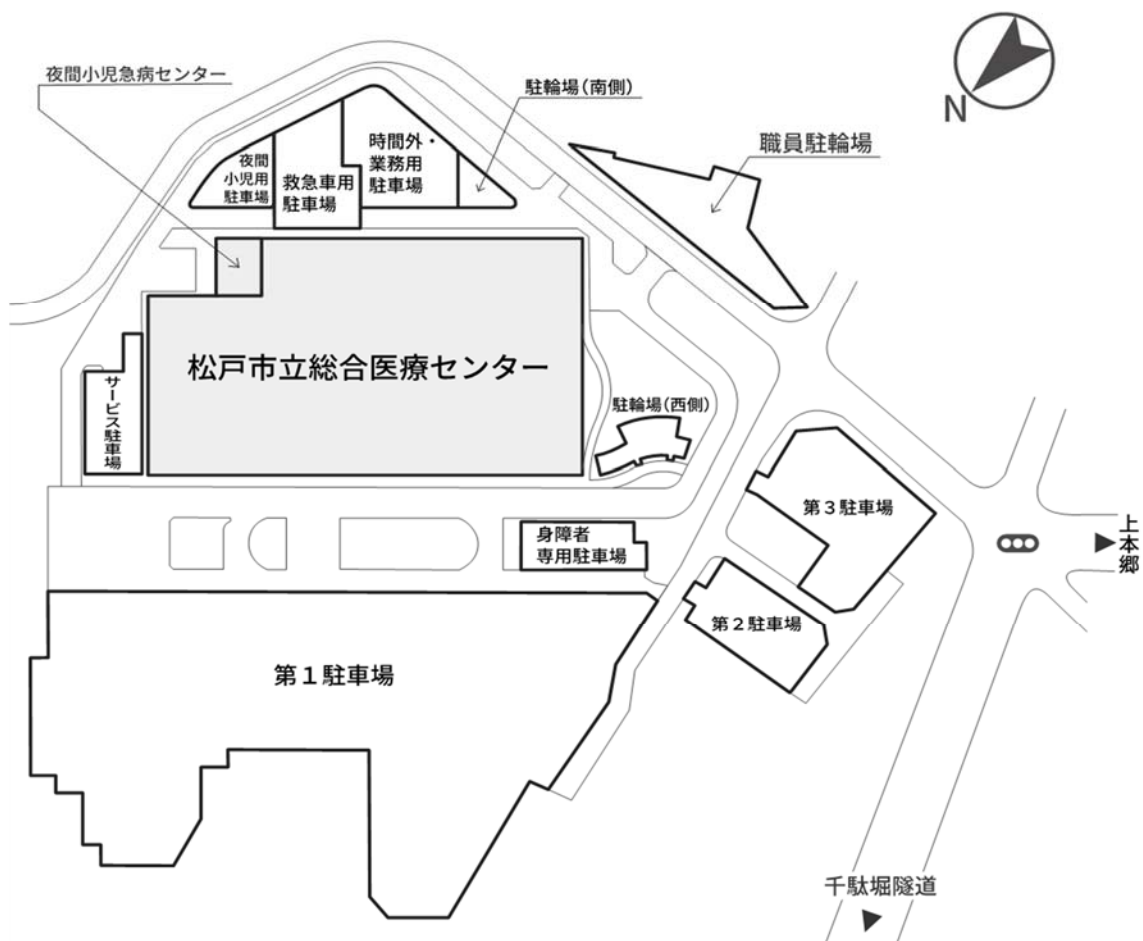 夜間小児急病センター
駐輪場（南側）
N
職員駐輪場
時間外・
業務用
駐車場
夜間
小児用
駐車場
救急車用
駐車場
松戸市立総合医療センター
サービス駐車場
駐輪場（西側）
第３駐車場
身障者
専用駐車場
上本郷
第２駐車場
第１駐車場
千駄堀隧道